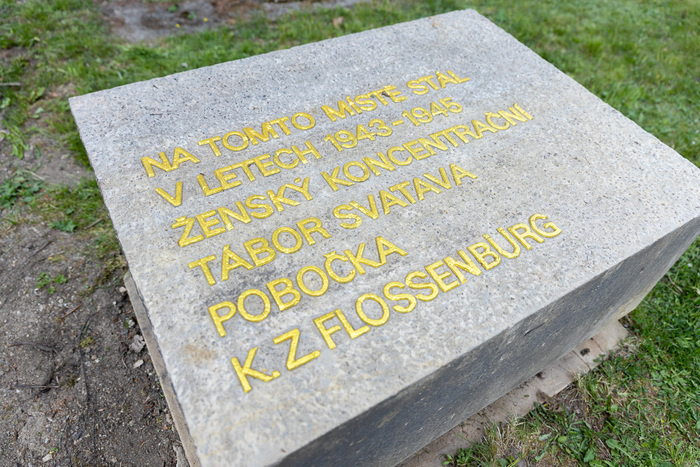 NA TOMTO MÍSTĚ STÁL
V LETECH 1943-1945
ŽENSKÝ KONCENTRAČNÍ
TÁBOR SVATAVA
POBOČKA
K.Z FLOSSENBURG